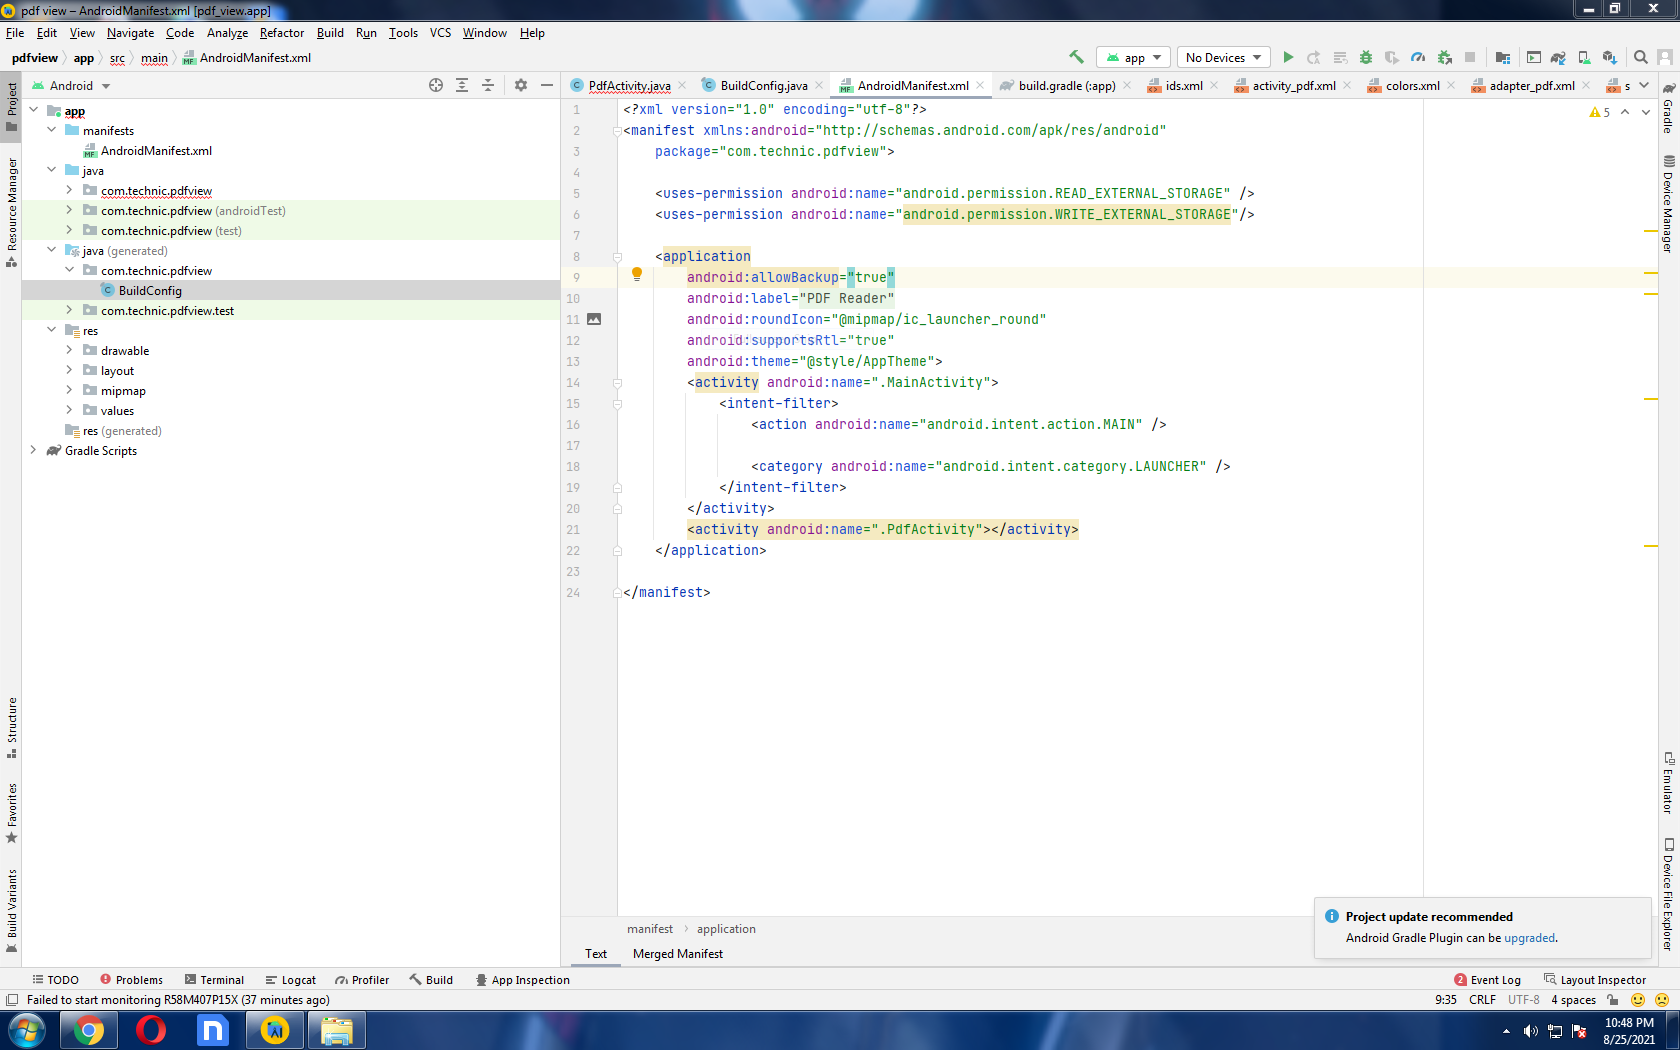 pdf view – AndroidManifest.xml [pdf_view.app]
File Edit View Navigate Code Analyze Refactor Build Run Tools VCS Window Help
pdfview app src main AndroidManifest.xml
app No Devices
Android
PdfActivity.java BuildConfig.java AndroidManifest.xml build.gradle (:app) ids.xml activity_pdf.xml colors.xml adapter_pdf.xml s
Project
Resource Manager
Structure
Favorites
Build Variants
app
manifests
AndroidManifest.xml
java
com.technic.pdfview
com.technic.pdfview (androidTest)
com.technic.pdfview (test)
java (generated)
com.technic.pdfview
BuildConfig
com.technic.pdfview.test
res
drawable
layout
mipmap
values
res (generated)
Gradle Scripts
5
1 <?xml version="1.0" encoding="utf-8"?>
2 <manifest xmlns:android="http://schemas.android.com/apk/res/android"
3 package="com.technic.pdfview">
4
5 <uses-permission android:name="android.permission.READ_EXTERNAL_STORAGE" />
6 <uses-permission android:name="android.permission.WRITE_EXTERNAL_STORAGE"/>
7
8 <application
9 android:allowBackup="true"
10 android:label="PDF Reader"
11 android:roundIcon="@mipmap/ic_launcher_round"
12 android:supportsRtl="true"
13 android:theme="@style/AppTheme">
14 <activity android:name=".MainActivity">
15 <intent-filter>
16 <action android:name="android.intent.action.MAIN" />
17
18 <category android:name="android.intent.category.LAUNCHER" />
19 </intent-filter>
20 </activity>
21 <activity android:name=".PdfActivity"></activity>
22 </application>
23
24 </manifest>
Gradle
Device Manager
Emulator
Device File Explorer
Project update recommended
Android Gradle Plugin can be upgraded.
manifest application
Text Merged Manifest
TODO Problems Terminal Logcat Profiler Build App Inspection 2 Event Log Layout Inspector
Failed to start monitoring R58M407P15X (37 minutes ago) 9:35 CRLF UTF-8 4 spaces
10:48 PM
8/25/2021